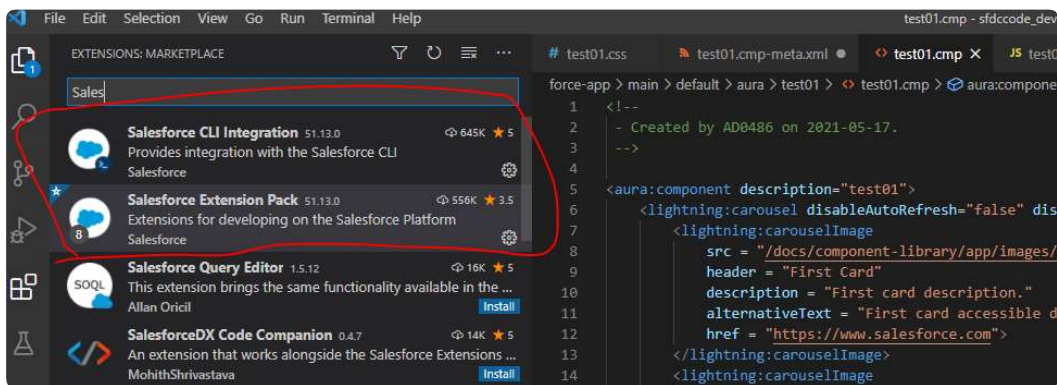 File Edit Selection View Go Run Terminal Help
test01.cmp - sfdccode_dev
1
EXTENSIONS: MARKETPLACE
Sales
Salesforce CLI Integration 51.13.0 645K ★ 5
Provides integration with the Salesforce CLI
Salesforce
Salesforce Extension Pack 51.13.0 556K ★ 3.5
Extensions for developing on the Salesforce Platform
8
Salesforce
Salesforce Query Editor 1.5.12 16K ★ 5
SOQL
This extension brings the same functionality available in the ...
Allan Oricil Install
SalesforceDX Code Companion 0.4.7 14K ★ 5
An extension that works alongside the Salesforce Extensions ...
MohithShrivastava Install
# test01.css test01.cmp-meta.xml ● <> test01.cmp × JS
force-app > main > default > aura > test01 > <> test01.cmp > aura:compone
1 <!--
2 - Created by AD0486 on 2021-05-17.
3 -->
4
5 <aura:component description="test01">
6 <lightning:carousel disableAutoRefresh="false" dis
7 <lightning:carouselImage
8 src = "/docs/component-library/app/images/
9 header = "First Card"
10 description = "First card description."
11 alternativeText = "First card accessible d
12 href = "https://www.salesforce.com">
13 </lightning:carouselImage>
14 <lightning:carouselImage